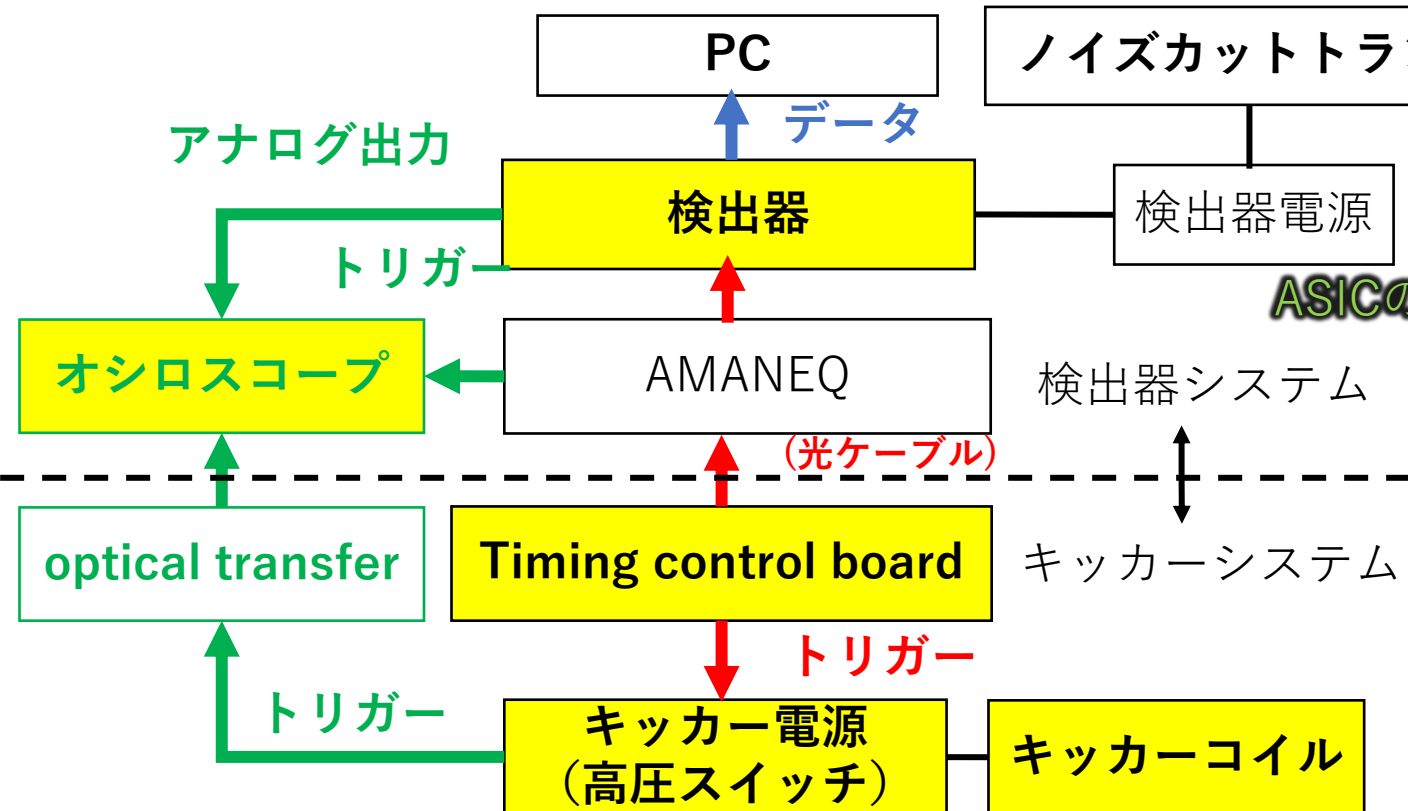 PC
ノイズカットトラ
データ
アナログ出力
検出器
検出器電源
トリガー
ASICの
オシロスコープ
AMANEQ
検出器システム
(光ケーブル)
optical transfer
Timing control board
キッカーシステム
トリガー
トリガー
キッカー電源
（高圧スイッチ）
キッカーコイル